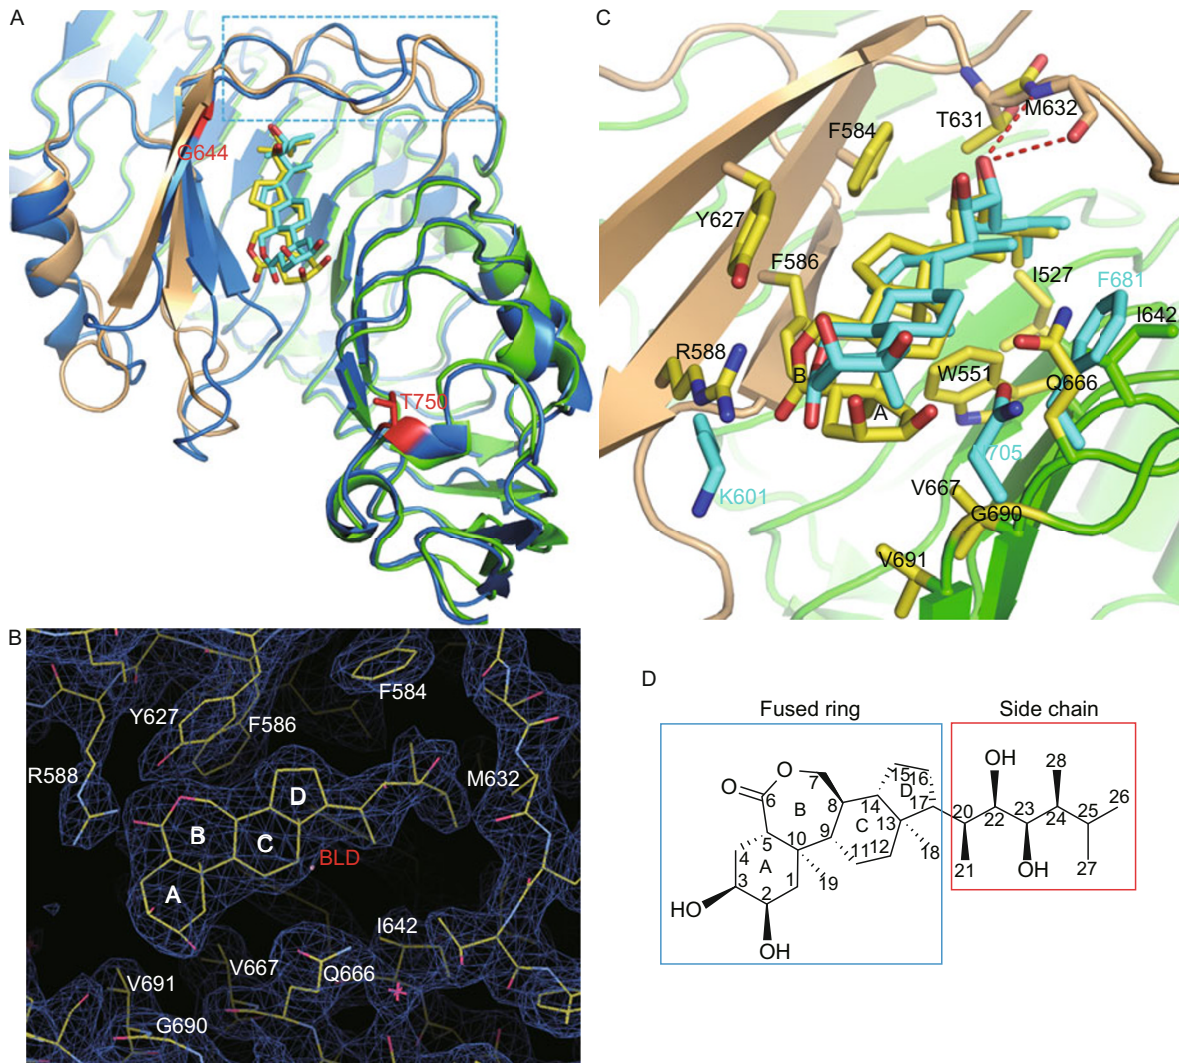 A
G644
T750
B
F584
Y627
F586
R588
M632
D
B
C
BLD
A
I642
V667
Q666
V691
G690
C
T631
M632
F584
Y627
F586
I527
F681
I642
R588
B
W551
Q666
A
705
K601
V667
G690
V691
D
Fused ring
Side chain
O
O
7
6
B
8
5
10
9
4
A
3
2
1
19
HO
OH
15
16
D
14
17
13
C
11
12
18
OH
28
20
22
23
24
25
26
21
OH
27